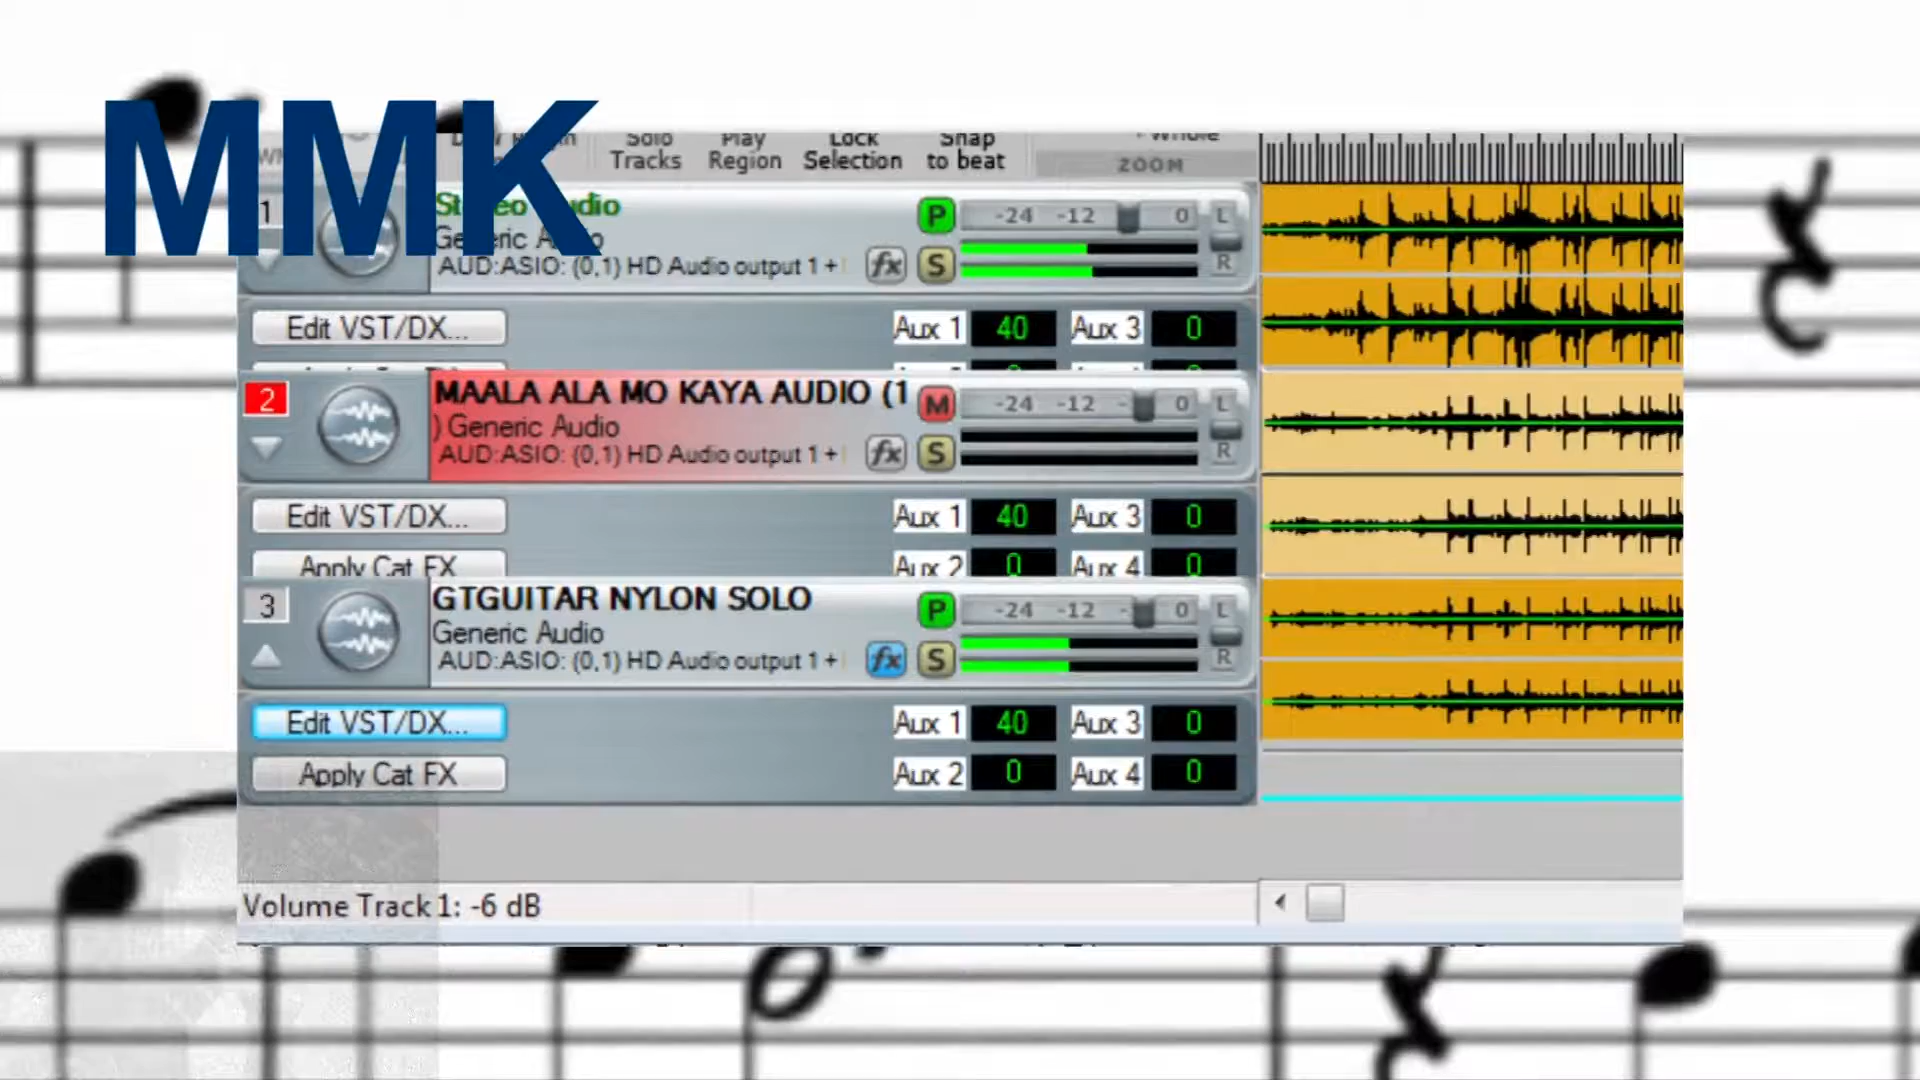 MMK
Solo Tracks
Play Region
Lock Selection
Snap to beat
Whole
ZOOM
1
Stereo Audio
Generic Audio
AUD:ASIO: (0,1) HD Audio output 1 +
P
-24 -12 0
L
fx S
R
Edit VST/DX...
Aux 1 40 Aux 3 0
2
MAALA ALA MO KAYA AUDIO (1
) Generic Audio
AUD:ASIO: (0,1) HD Audio output 1 +
M
-24 -12 - 0
L
fx S
R
Edit VST/DX...
Aux 1 40 Aux 3 0
Apply Cat FX
Aux 2 0 Aux 4 0
3
GTGUITAR NYLON SOLO
Generic Audio
AUD:ASIO: (0,1) HD Audio output 1 +
P
-24 -12 - 0
L
fx S
R
Edit VST/DX...
Aux 1 40 Aux 3 0
Apply Cat FX
Aux 2 0 Aux 4 0
Volume Track 1: -6 dB